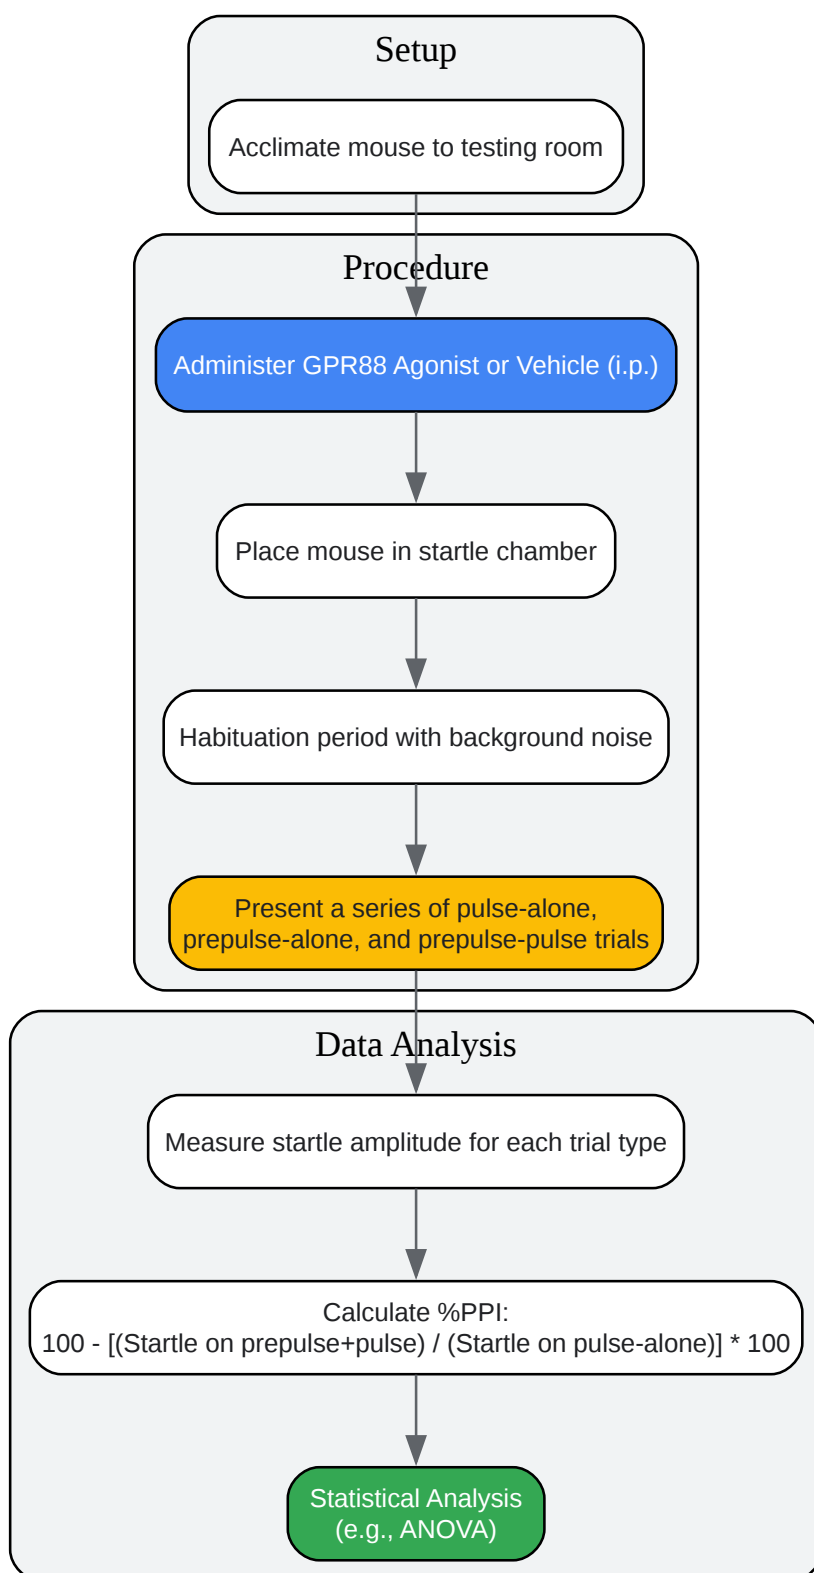 Setup
Acclimate mouse to testing room
Procedure
Administer GPR88 Agonist or Vehicle (i.p.)
Place mouse in startle chamber
Habituation period with background noise
Present a series of pulse-alone,
prepulse-alone, and prepulse-pulse trials
Data Analysis
Measure startle amplitude for each trial type
Calculate %PPI:
100 - [(Startle on prepulse+pulse) / (Startle on pulse-alone)] * 100
Statistical Analysis
(e.g., ANOVA)